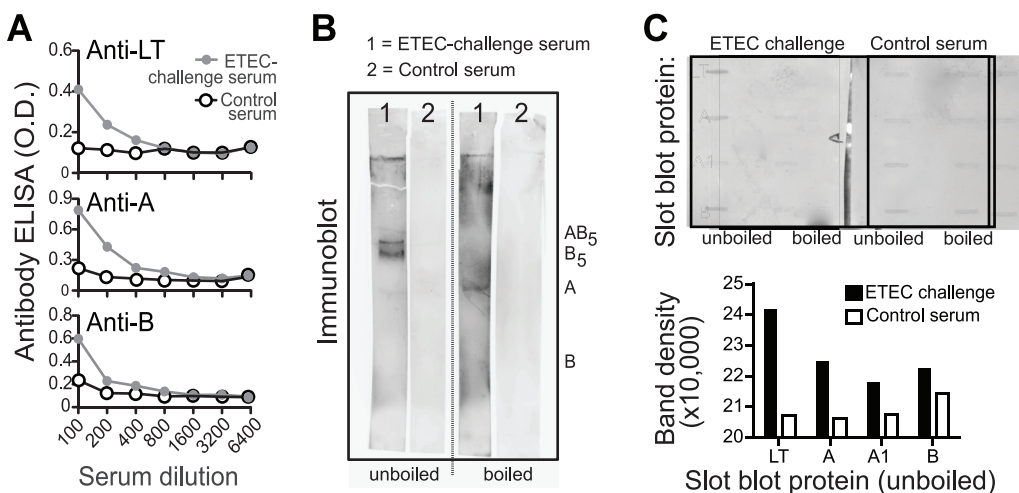 A
Anti-LT
ETEC-
challenge serum
Control
serum
0.6
0.4
0.2
0
Anti-A
0.9
0.6
0.3
0
Anti-B
0.8
0.6
0.4
0.2
0
100
200
400
800
1600
3200
6400
Antibody ELISA (O.D.)
Serum dilution
B
1 = ETEC-challenge serum
2 = Control serum
1 2 1 2
AB5
B5
A
B
Immunoblot
unboiled boiled
C
ETEC challenge Control serum
Slot blot protein:
LT
A
A1
B
unboiled boiled unboiled boiled
ETEC challenge
Control serum
25
24
23
22
21
20
Band density
(x10,000)
LT A A1 B
Slot blot protein (unboiled)